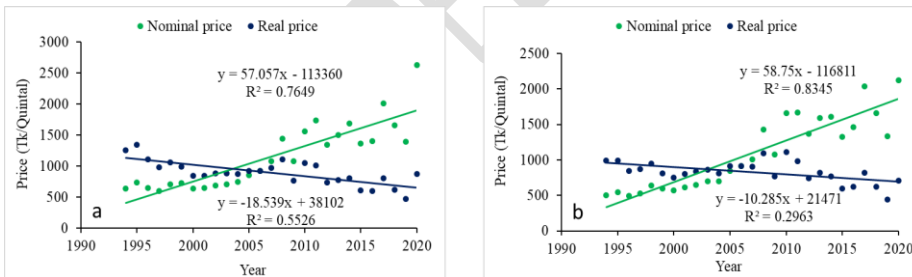 Nominal price Real price
3000
2500
2000
1500
1000
500
0
Price (Tk/Quintal)
y = 57.057x - 113360
R² = 0.7649
y = -18.539x + 38102
R² = 0.5526
a
1990 1995 2000 2005 2010 2015 2020
Year
Nominal price Real price
2500
2000
1500
1000
500
0
Price (Tk/Quintal)
y = 58.75x - 116811
R² = 0.8345
y = -10.285x + 21471
R² = 0.2963
b
1990 1995 2000 2005 2010 2015 2020
Year